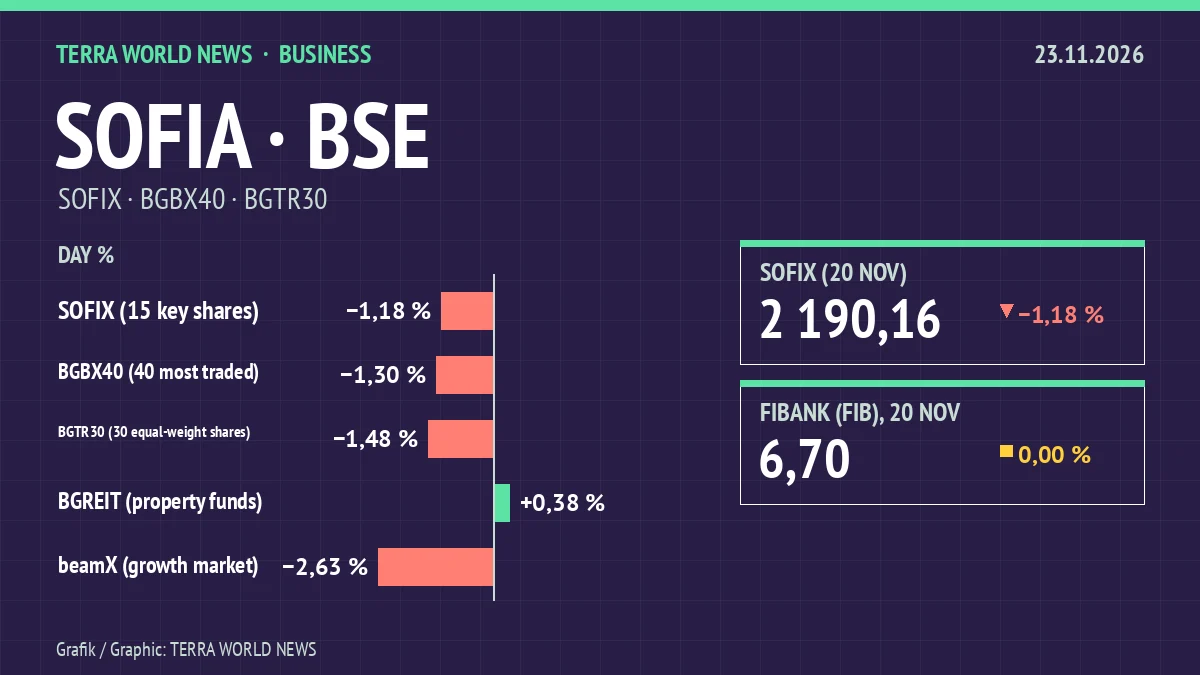 TERRA WORLD NEWS · BUSINESS
23.11.2026
SOFIA · BSE
SOFIX · BGBX40 · BGTR30
DAY %
SOFIX (15 key shares) −1,18 %
BGBX40 (40 most traded) −1,30 %
BGTR30 (30 equal-weight shares) −1,48 %
BGREIT (property funds) +0,38 %
beamX (growth market) −2,63 %
SOFIX (20 NOV)
2 190,16 ▼−1,18 %
FIBANK (FIB), 20 NOV
6,70 ■0,00 %
Grafik / Graphic: TERRA WORLD NEWS